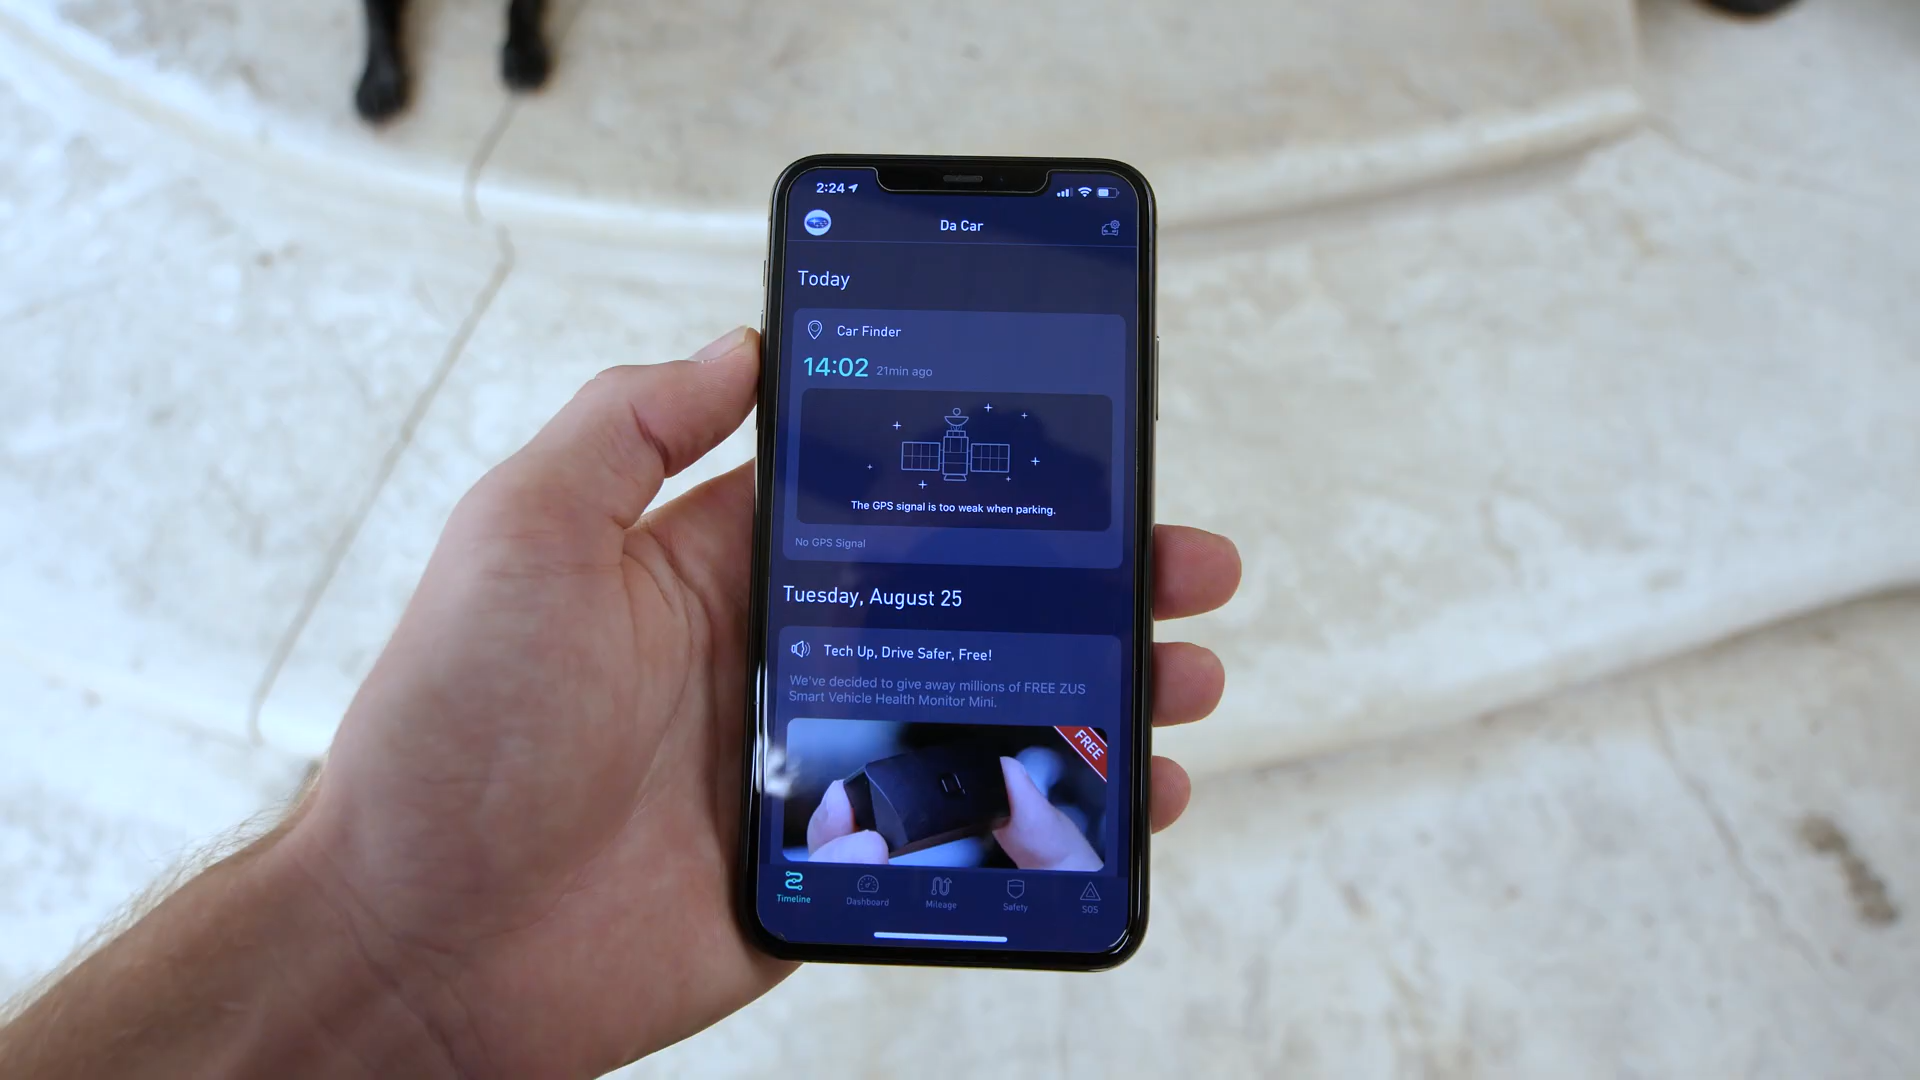 2:24
Da Car
Today
Car Finder
14:02 21min ago
The GPS signal is too weak when parking.
No GPS Signal
Tuesday, August 25
Tech Up, Drive Safer, Free!
We've decided to give away millions of FREE ZUS
Smart Vehicle Health Monitor Mini.
FREE
Timeline Dashboard Mileage Safety SOS